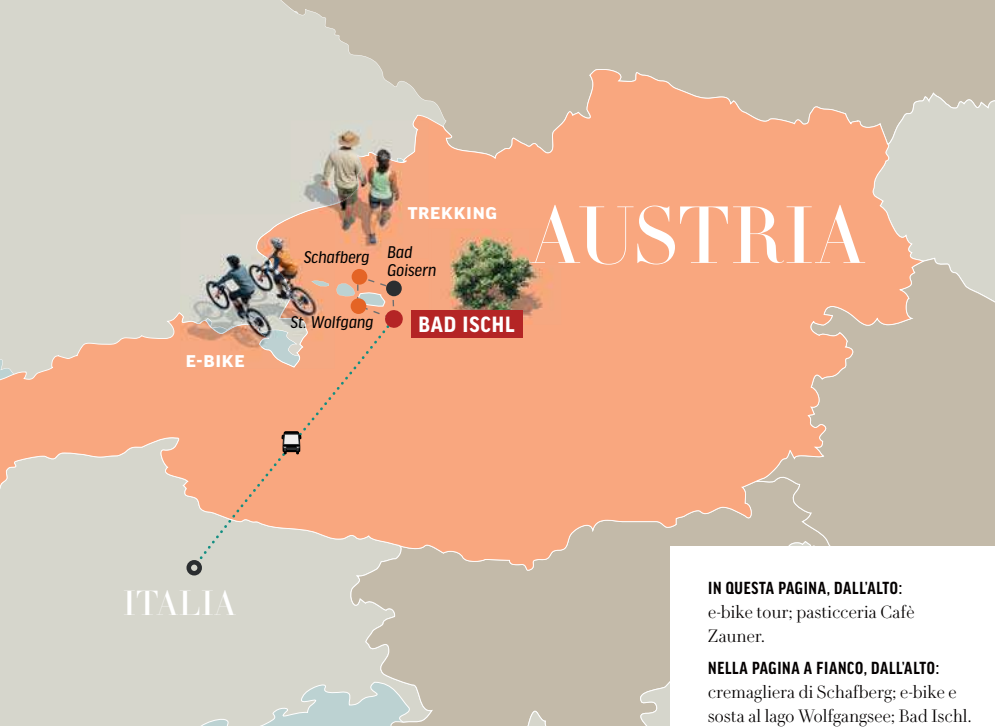 TREKKING
AUSTRIA
Schafberg
Bad
Goisern
St. Wolfgang
BAD ISCHL
E-BIKE
ITALIA
IN QUESTA PAGINA, DALL'ALTO:
e-bike tour; pasticceria Cafè
Zauner.
NELLA PAGINA A FIANCO, DALL'ALTO:
cremagliera di Schafberg; e-bike e
sosta al lago Wolfgangsee; Bad Ischl.